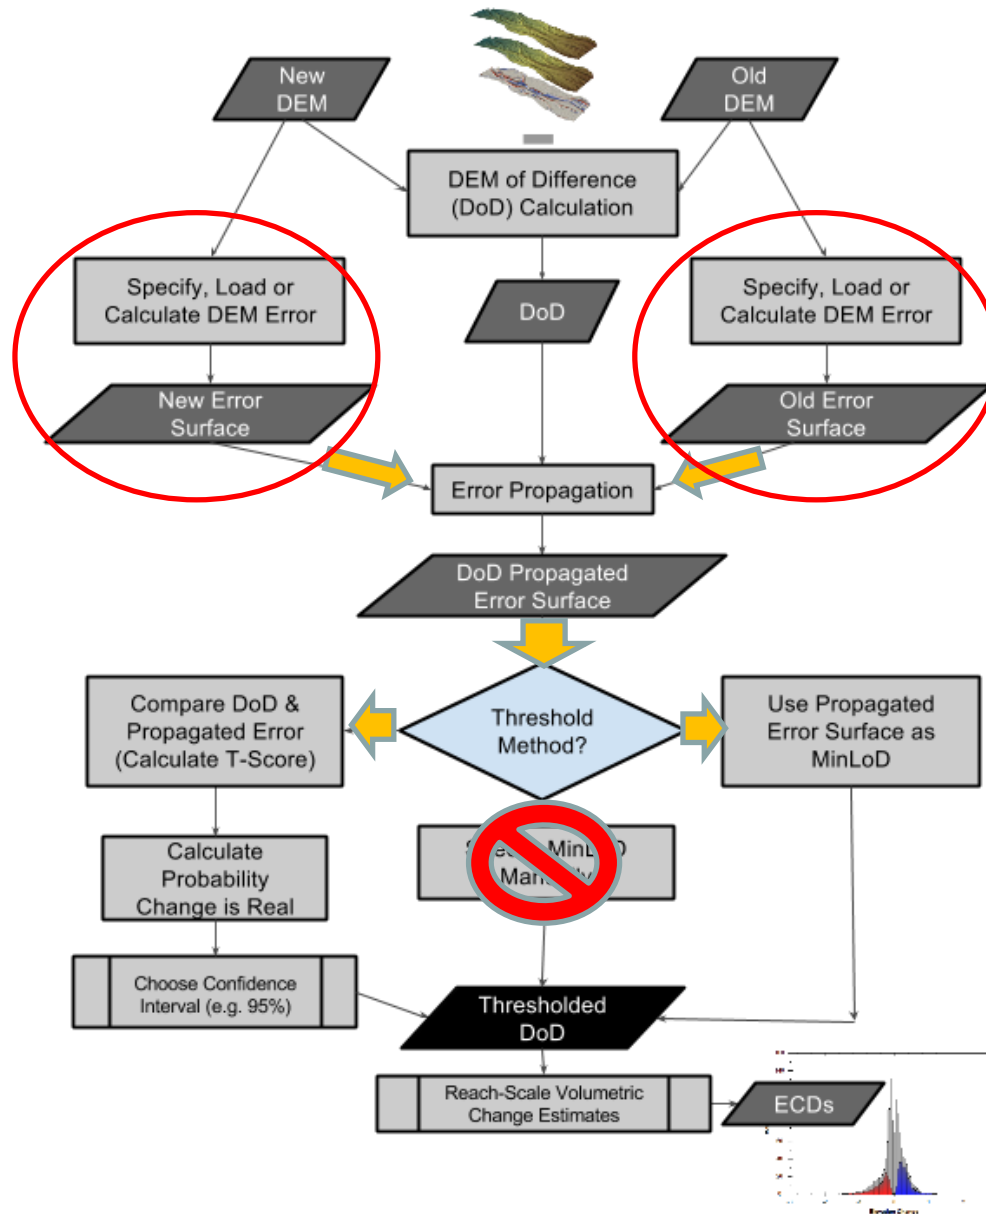 New
DEM
Old
DEM
DEM of Difference
(DoD) Calculation
Specify, Load or
Calculate DEM Error
DoD
Specify, Load or
Calculate DEM Error
New Error
Surface
Old Error
Surface
Error Propagation
DoD Propagated
Error Surface
Compare DoD &
Propagated Error
(Calculate T-Score)
Threshold
Method?
Use Propagated
Error Surface as
MinLoD
Calculate
Probability
Change is Real
Choose Confidence
Interval (e.g. 95%)
Thresholded
DoD
Reach-Scale Volumetric
Change Estimates
ECDs